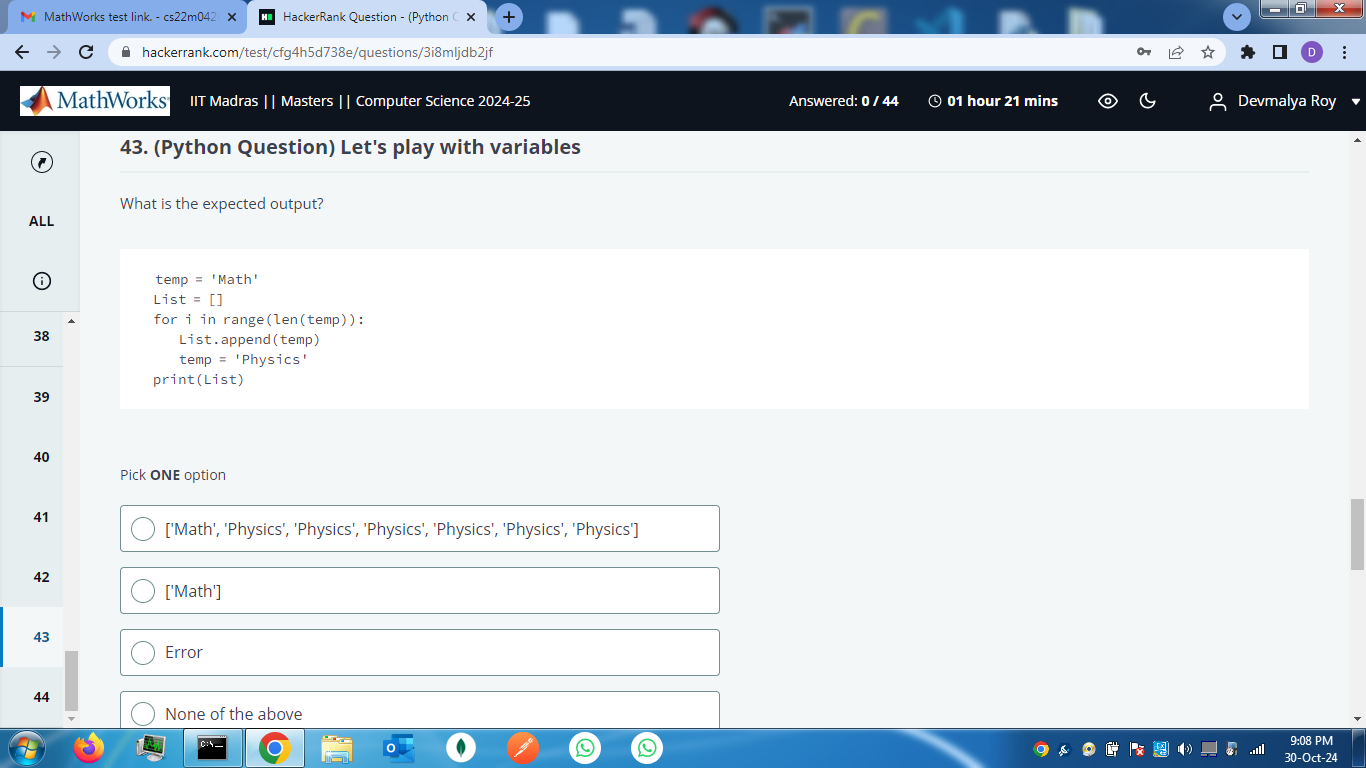 MathWorks test link. - cs22m042
HackerRank Question - (Python C
hackerrank.com/test/cfg4h5d738e/questions/3i8mljdb2jf
D
MathWorks
IIT Madras || Masters || Computer Science 2024-25
Answered: 0 / 44
01 hour 21 mins
Devmalya Roy
43. (Python Question) Let's play with variables
ALL
What is the expected output?
temp = 'Math'
List = []
for i in range(len(temp)):
List.append(temp)
temp = 'Physics'
print(List)
38
39
40
41
42
43
44
Pick ONE option
['Math', 'Physics', 'Physics', 'Physics', 'Physics', 'Physics', 'Physics']
['Math']
Error
None of the above
9:08 PM
30-Oct-24